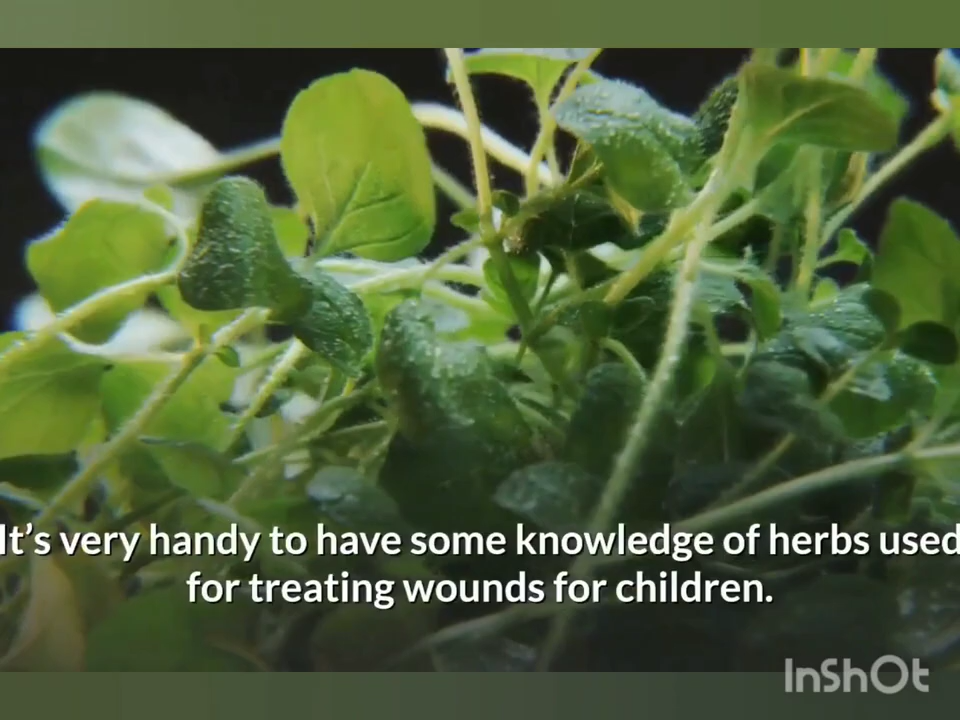 It’s very handy to have some knowledge of herbs used
for treating wounds for children.
InShOt